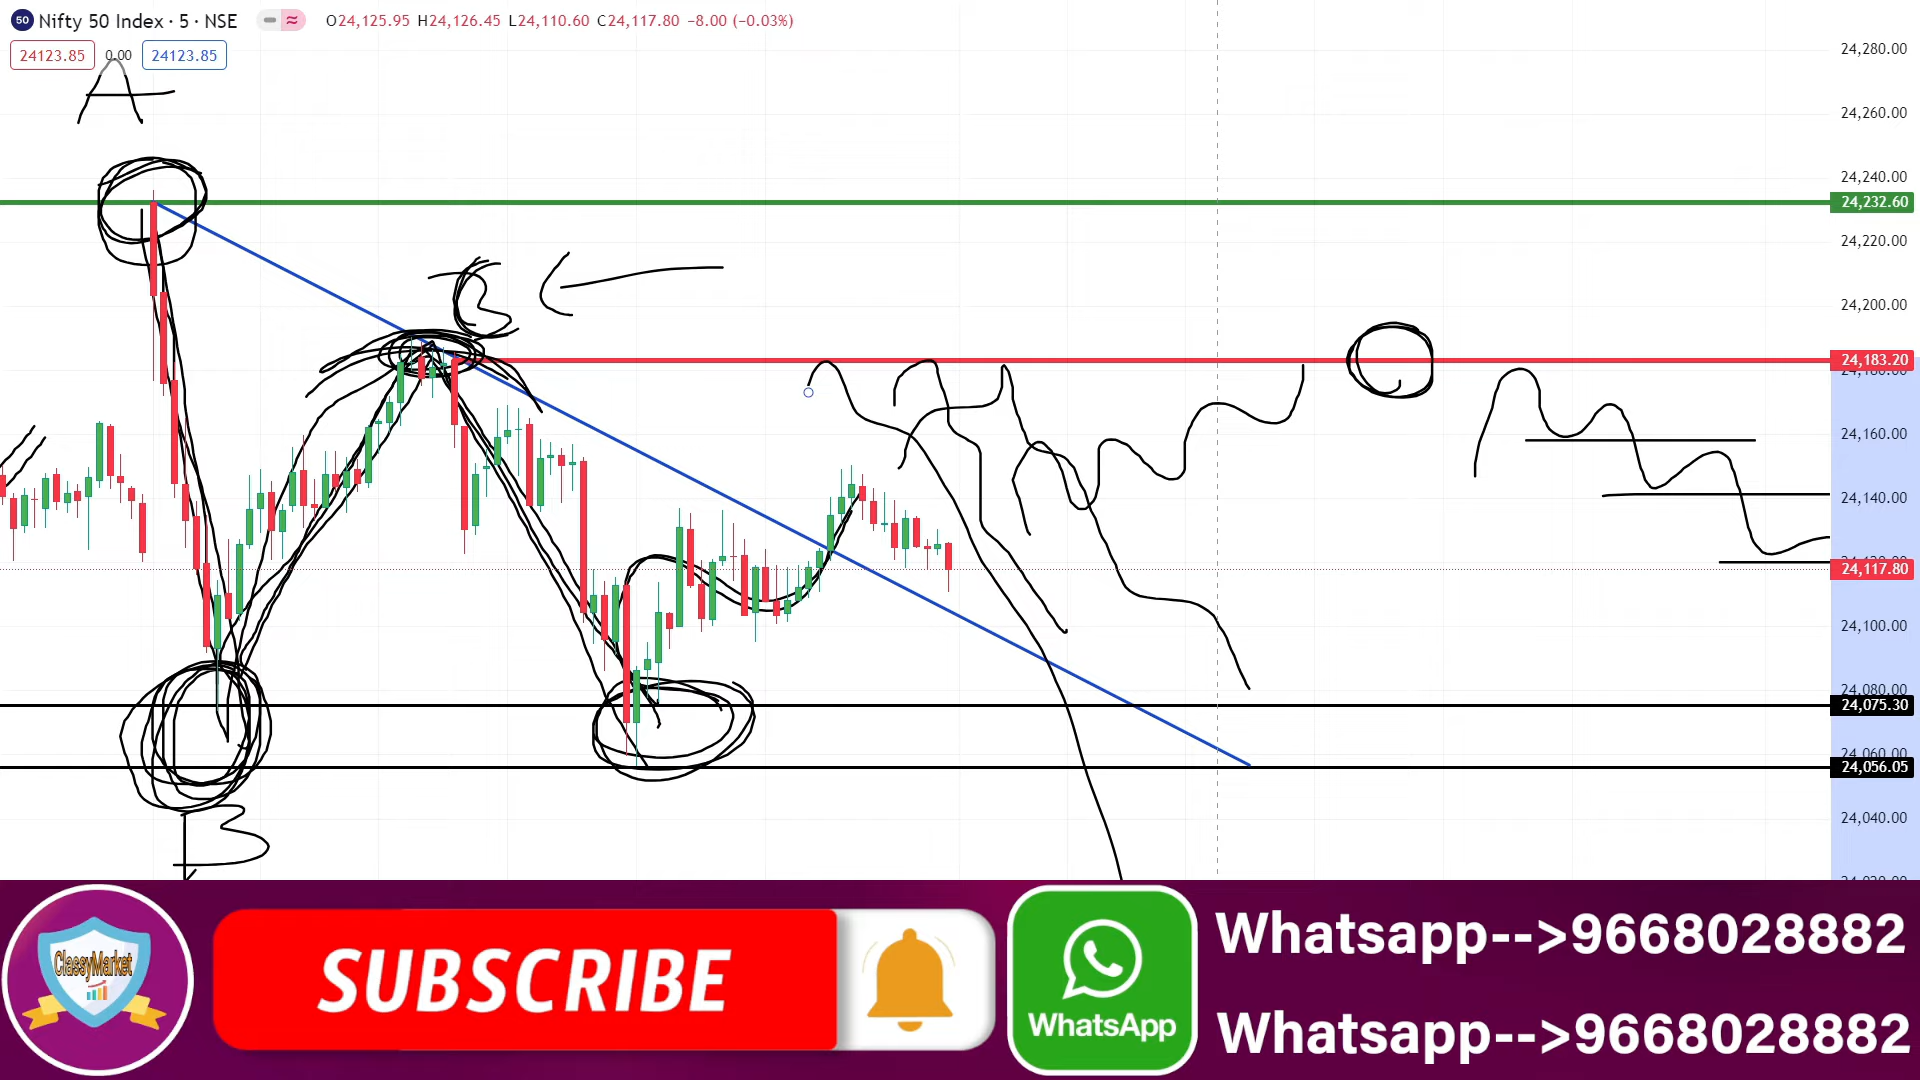 50 Nifty 50 Index · 5 · NSE O24,125.95 H24,126.45 L24,110.60 C24,117.80 −8.00 (−0.03%)
24123.85 0.00 24123.85
A
B
B
24,280.00
24,260.00
24,240.00
24,232.60
24,220.00
24,200.00
24,183.20
24,180.00
24,160.00
24,140.00
24,117.80
24,100.00
24,080.00
24,075.30
24,060.00
24,056.05
24,040.00
ClassyMarket
SUBSCRIBE
WhatsApp
Whatsapp-->9668028882
Whatsapp-->9668028882